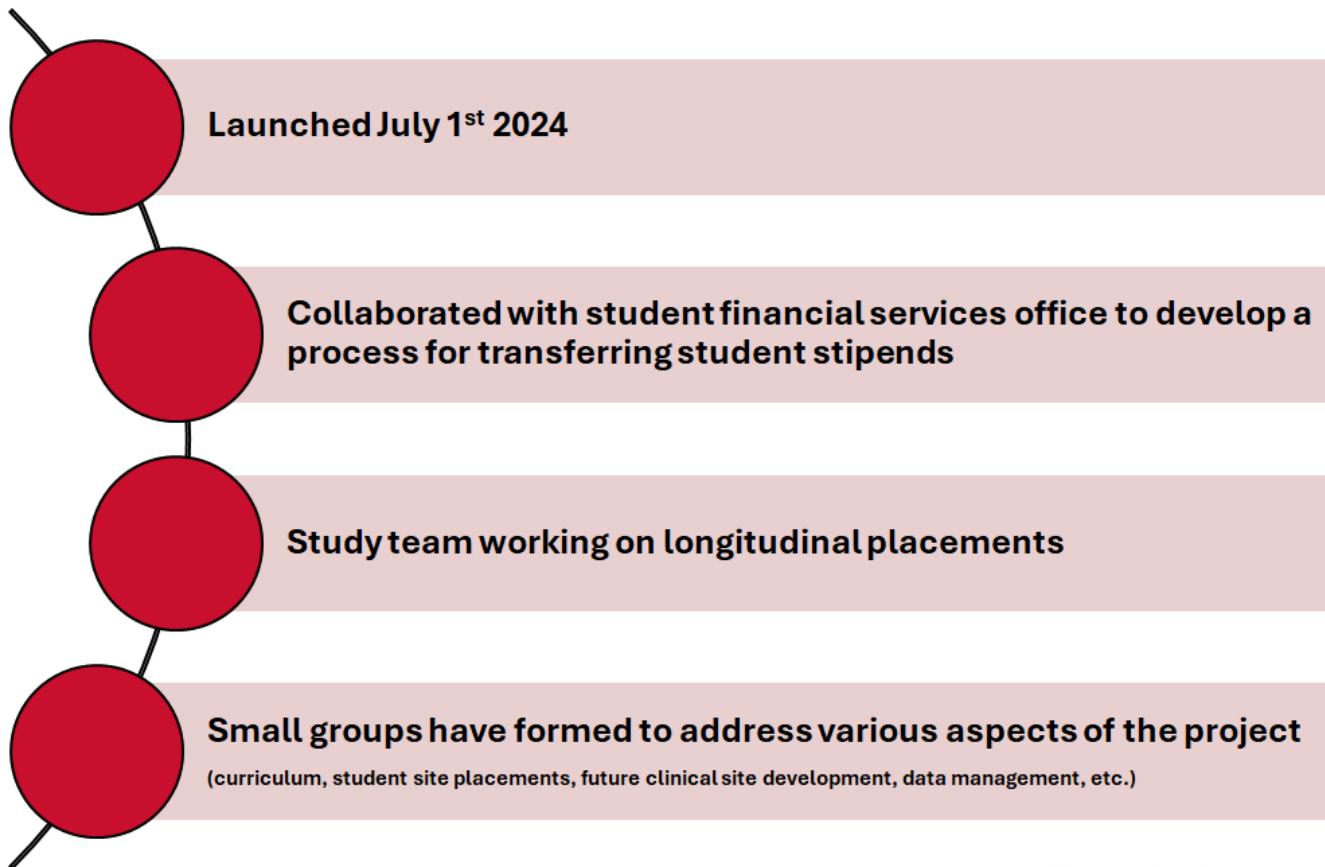 Launched July 1st 2024
Collaborated with student financial services office to develop a
process for transferring student stipends
Study team working on longitudinal placements
Small groups have formed to address various aspects of the project
(curriculum, student site placements, future clinical site development, data management, etc.)